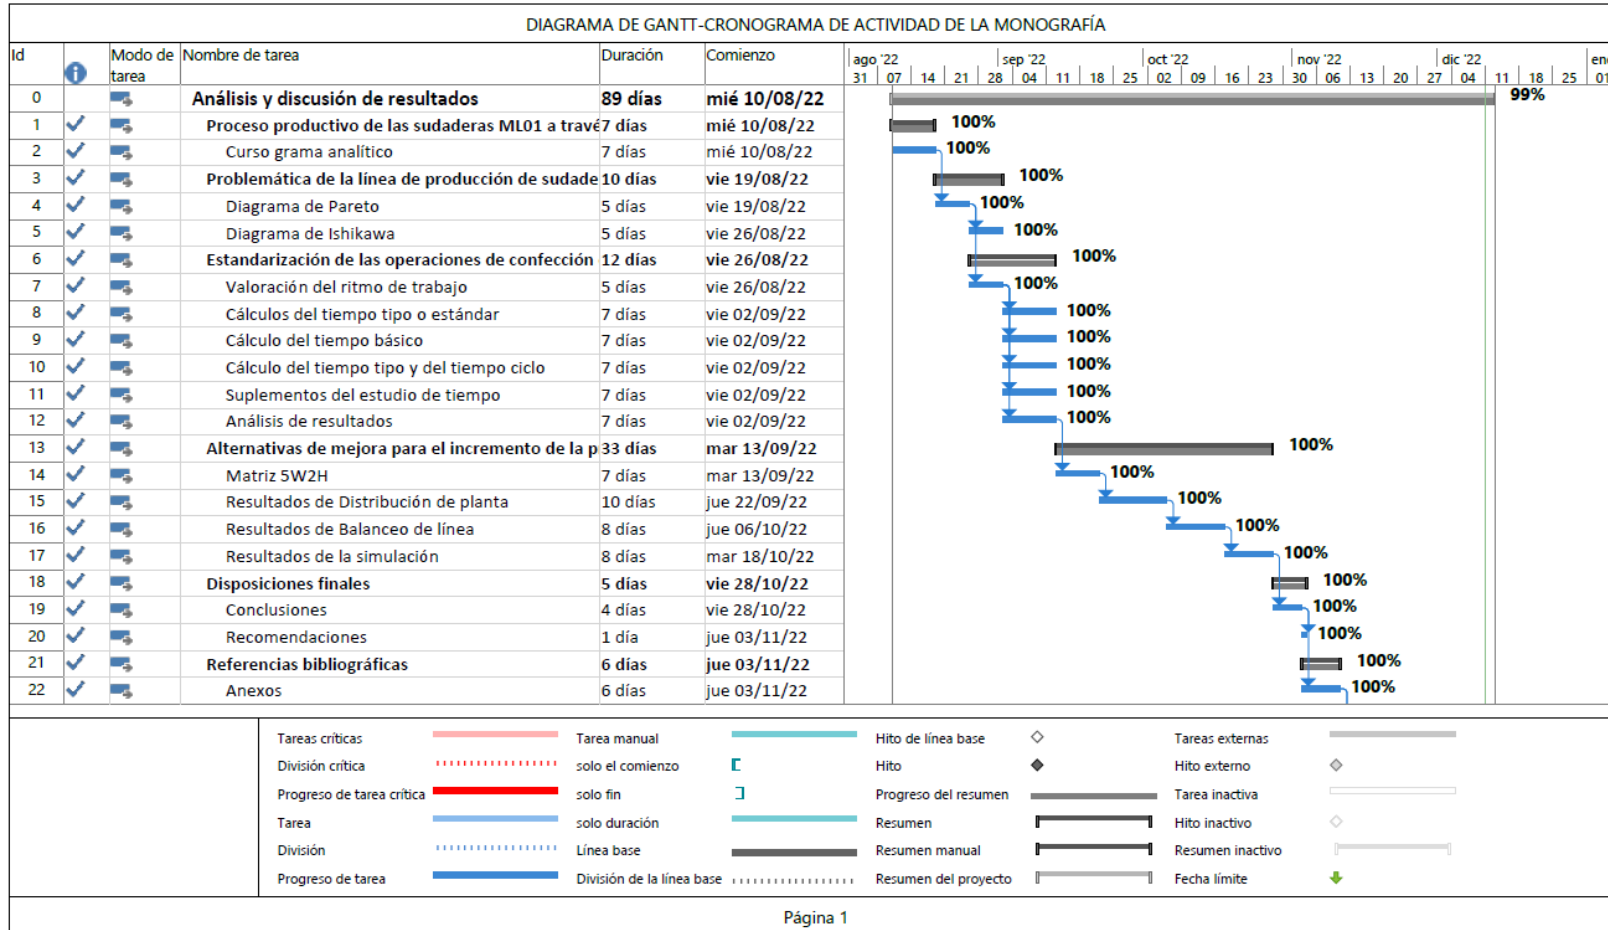 DIAGRAMA DE GANTT-CRONOGRAMA DE ACTIVIDAD DE LA MONOGRAFÍA
Id Modo de tarea Nombre de tarea Duración Comienzo ago '22 sep '22 oct '22 nov '22 dic '22 ene
31 07 14 21 28 04 11 18 25 02 09 16 23 30 06 13 20 27 04 11 18 25 01
0 Análisis y discusión de resultados 89 días mié 10/08/22 99%
1 Proceso productivo de las sudaderas ML01 a travé 7 días mié 10/08/22 100%
2 Curso grama analítico 7 días mié 10/08/22 100%
3 Problemática de la línea de producción de sudade 10 días vie 19/08/22 100%
4 Diagrama de Pareto 5 días vie 19/08/22 100%
5 Diagrama de Ishikawa 5 días vie 26/08/22 100%
6 Estandarización de las operaciones de confección 12 días vie 26/08/22 100%
7 Valoración del ritmo de trabajo 5 días vie 26/08/22 100%
8 Cálculos del tiempo tipo o estándar 7 días vie 02/09/22 100%
9 Cálculo del tiempo básico 7 días vie 02/09/22 100%
10 Cálculo del tiempo tipo y del tiempo ciclo 7 días vie 02/09/22 100%
11 Suplementos del estudio de tiempo 7 días vie 02/09/22 100%
12 Análisis de resultados 7 días vie 02/09/22 100%
13 Alternativas de mejora para el incremento de la p 33 días mar 13/09/22 100%
14 Matriz 5W2H 7 días mar 13/09/22 100%
15 Resultados de Distribución de planta 10 días jue 22/09/22 100%
16 Resultados de Balanceo de línea 8 días jue 06/10/22 100%
17 Resultados de la simulación 8 días mar 18/10/22 100%
18 Disposiciones finales 5 días vie 28/10/22 100%
19 Conclusiones 4 días vie 28/10/22 100%
20 Recomendaciones 1 día jue 03/11/22 100%
21 Referencias bibliográficas 6 días jue 03/11/22 100%
22 Anexos 6 días jue 03/11/22 100%
Tareas críticas Tarea manual Hito de línea base Tareas externas
División crítica solo el comienzo Hito Hito externo
Progreso de tarea crítica solo fin Progreso del resumen Tarea inactiva
Tarea solo duración Resumen Hito inactivo
División Línea base Resumen manual Resumen inactivo
Progreso de tarea División de la línea base Resumen del proyecto Fecha límite
Página 1